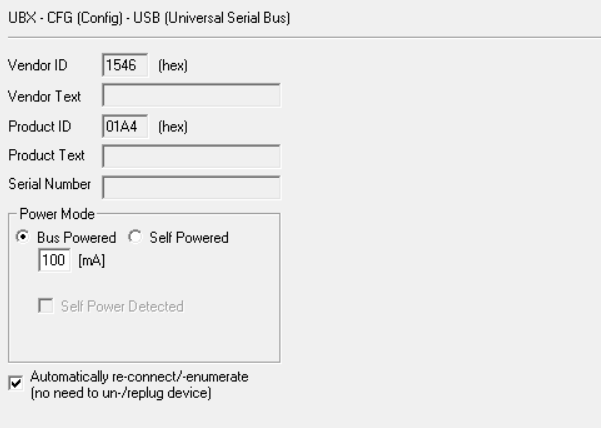 UBX - CFG (Config) - USB (Universal Serial Bus)
Vendor ID 1546 (hex)
Vendor Text
Product ID 01A4 (hex)
Product Text
Serial Number
Power Mode
Bus Powered Self Powered
100 [mA]
Self Power Detected
Automatically re-connect/-enumerate
(no need to un-/replug device)